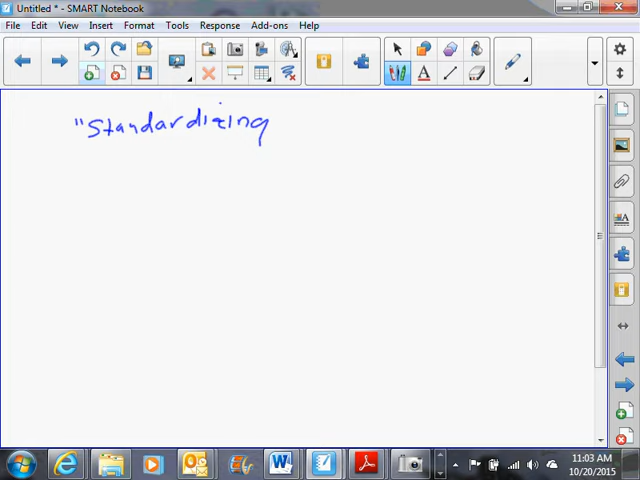 Untitled * - SMART Notebook
File Edit View Insert Format Tools Response Add-ons Help
"Standardizing
11:03 AM
10/20/2015